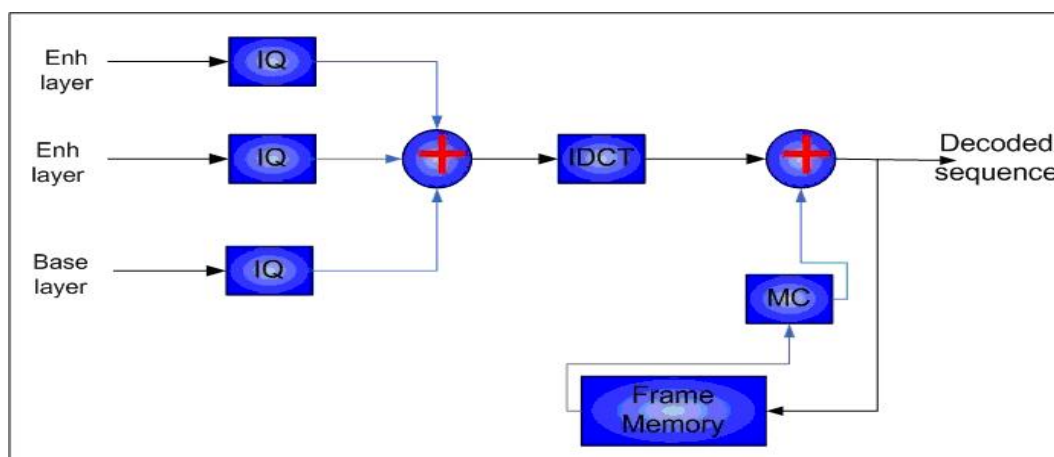 Enh
layer
IQ
Enh
layer
IQ
IDCT
Decoded
sequence
Base
layer
IQ
MC
Frame
Memory